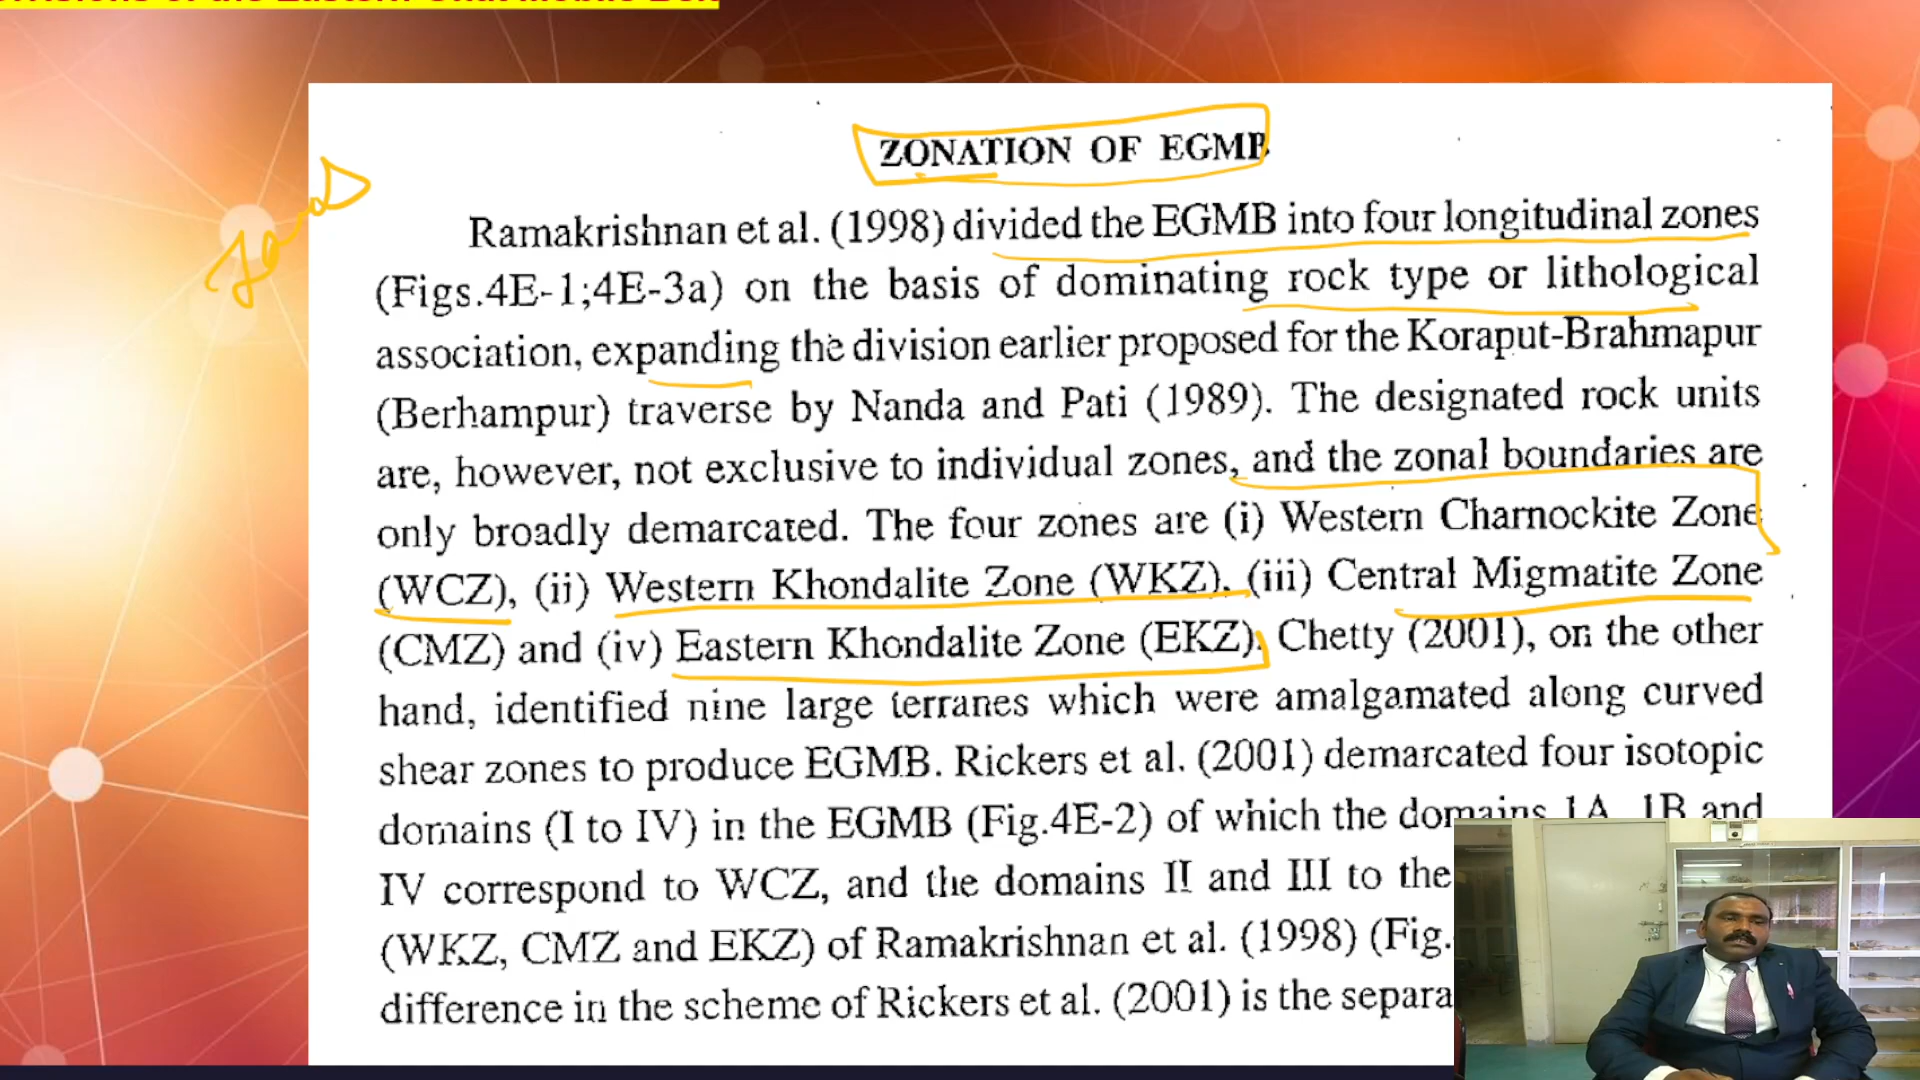 of the Eastern
ZONATION OF EGMB
Ramakrishnan et al. (1998) divided the EGMB into four longitudinal zones
(Figs.4E-1;4E-3a) on the basis of dominating rock type or lithological
association, expanding the division earlier proposed for the Koraput-Brahmapur
(Berhampur) traverse by Nanda and Pati (1989). The designated rock units
are, however, not exclusive to individual zones, and the zonal boundaries are
only broadly demarcated. The four zones are (i) Western Charnockite Zone
(WCZ), (ii) Western Khondalite Zone (WKZ), (iii) Central Migmatite Zone
(CMZ) and (iv) Eastern Khondalite Zone (EKZ). Chetty (2001), on the other
hand, identified nine large terranes which were amalgamated along curved
shear zones to produce EGMB. Rickers et al. (2001) demarcated four isotopic
domains (I to IV) in the EGMB (Fig.4E-2) of which the domains 1A, 1B and
IV correspond to WCZ, and the domains II and III to the
(WKZ, CMZ and EKZ) of Ramakrishnan et al. (1998) (Fig.
difference in the scheme of Rickers et al. (2001) is the separa